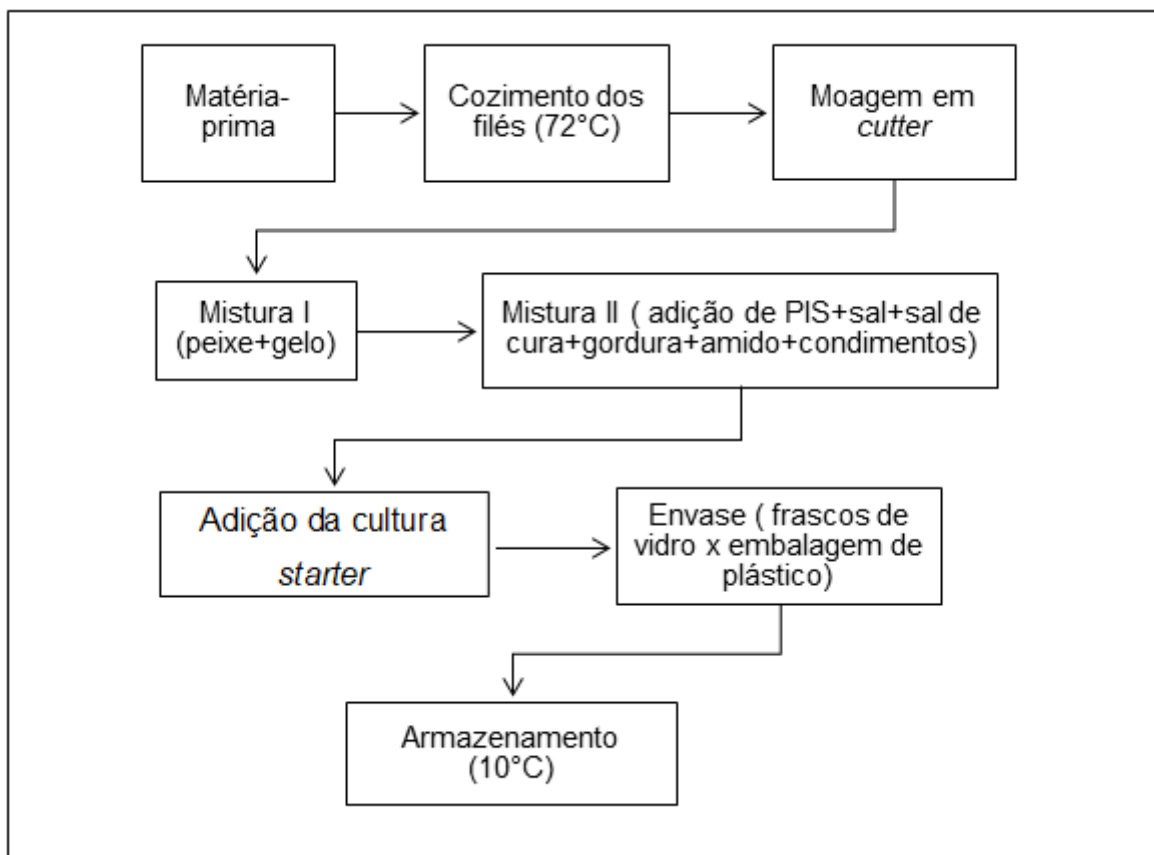 Matéria-
prima
Cozimento dos
filés (72°C)
Moagem em
cutter
Mistura I
(peixe+gelo)
Mistura II ( adição de PIS+sal+sal de
cura+gordura+amido+condimentos)
Adição da cultura
starter
Envase ( frascos de
vidro x embalagem de
plástico)
Armazenamento
(10°C)